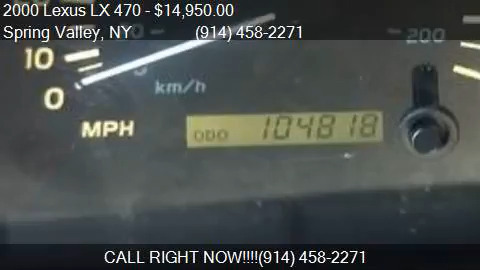 2000 Lexus LX 470 - $14,950.00
Spring Valley, NY (914) 458-2271
10
200
0
km/h
MPH
ODO 104818
CALL RIGHT NOW!!!!(914) 458-2271